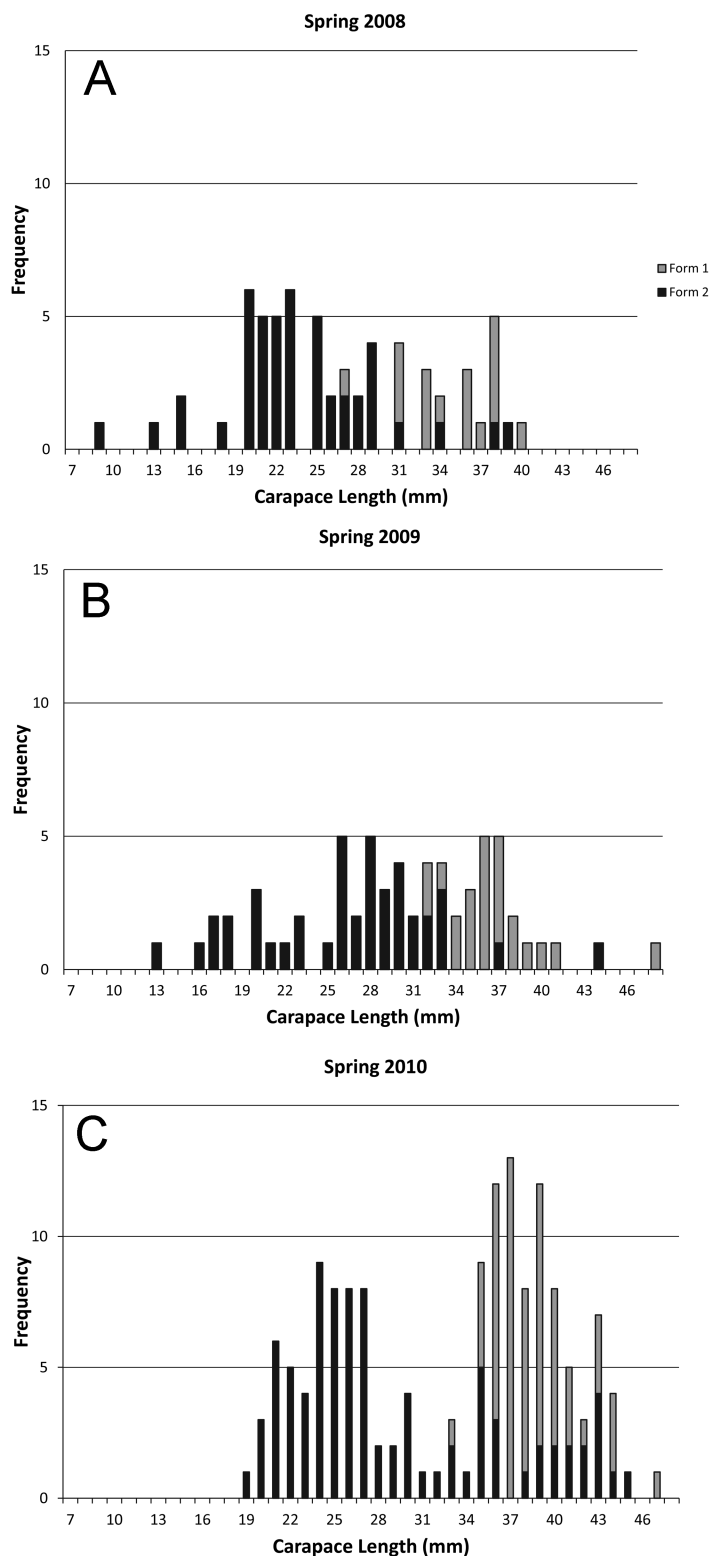 Spring 2008
15
A
10
Frequency
Form 1
Form 2
5
0
7 10 13 16 19 22 25 28 31 34 37 40 43 46
Carapace Length (mm)
Spring 2009
15
B
10
Frequency
5
0
7 10 13 16 19 22 25 28 31 34 37 40 43 46
Carapace Length (mm)
Spring 2010
15
C
10
Frequency
5
0
7 10 13 16 19 22 25 28 31 34 37 40 43 46
Carapace Length (mm)